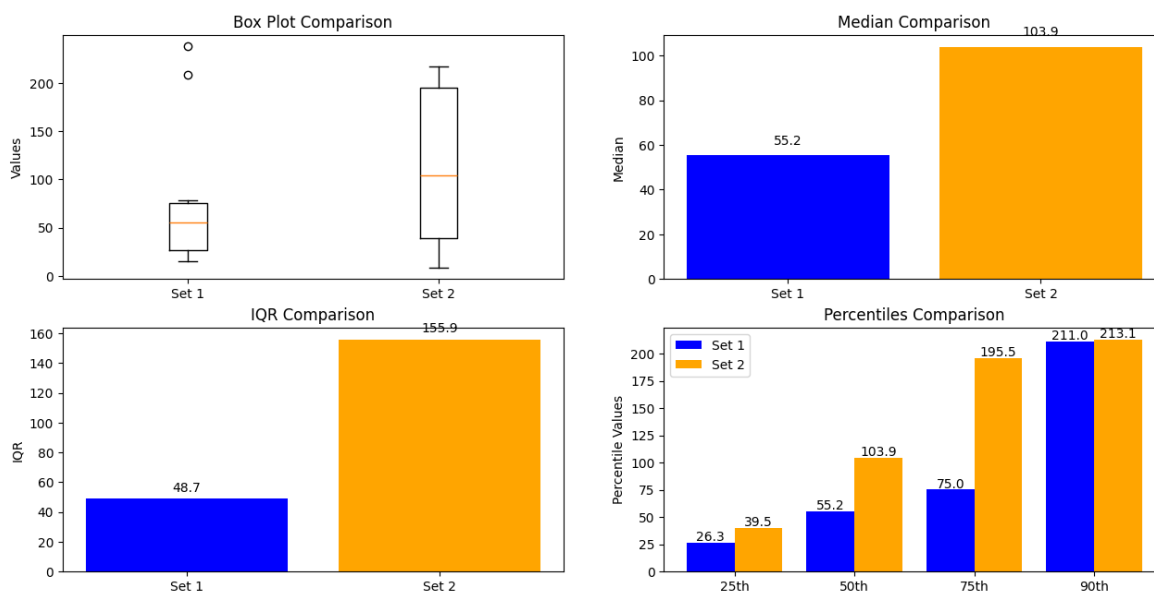 Box Plot Comparison
Values
200
150
100
50
0
Set 1
Set 2
Median Comparison
Median
100
80
60
40
20
0
55.2
103.9
Set 1
Set 2
IQR Comparison
IQR
160
140
120
100
80
60
40
20
0
48.7
155.9
Set 1
Set 2
Percentiles Comparison
Percentile Values
200
175
150
125
100
75
50
25
0
Set 1
Set 2
26.3
39.5
55.2
103.9
75.0
195.5
211.0
213.1
25th
50th
75th
90th